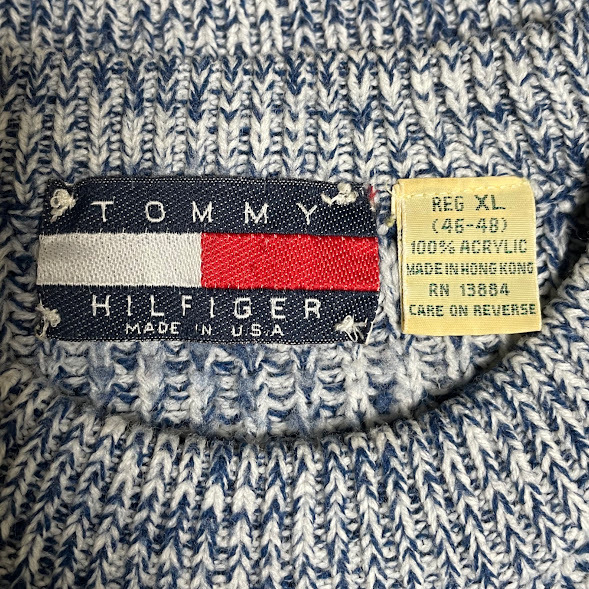 TOMMY
HILFIGER
MADE IN U.S.A
REG XL
(46-48)
100% ACRYLIC
MADE IN HONG KONG
RN 13884
CARE ON REVERSE